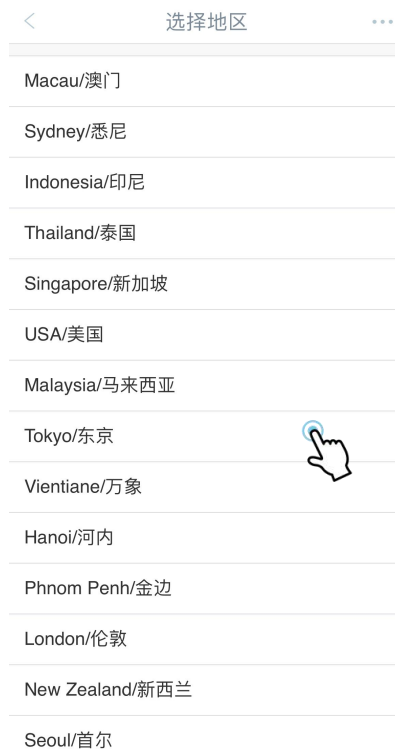 选择地区
Macau/澳门
Sydney/悉尼
Indonesia/印尼
Thailand/泰国
Singapore/新加坡
USA/美国
Malaysia/马来西亚
Tokyo/东京
Vientiane/万象
Hanoi/河内
Phnom Penh/金边
London/伦敦
New Zealand/新西兰
Seoul/首尔